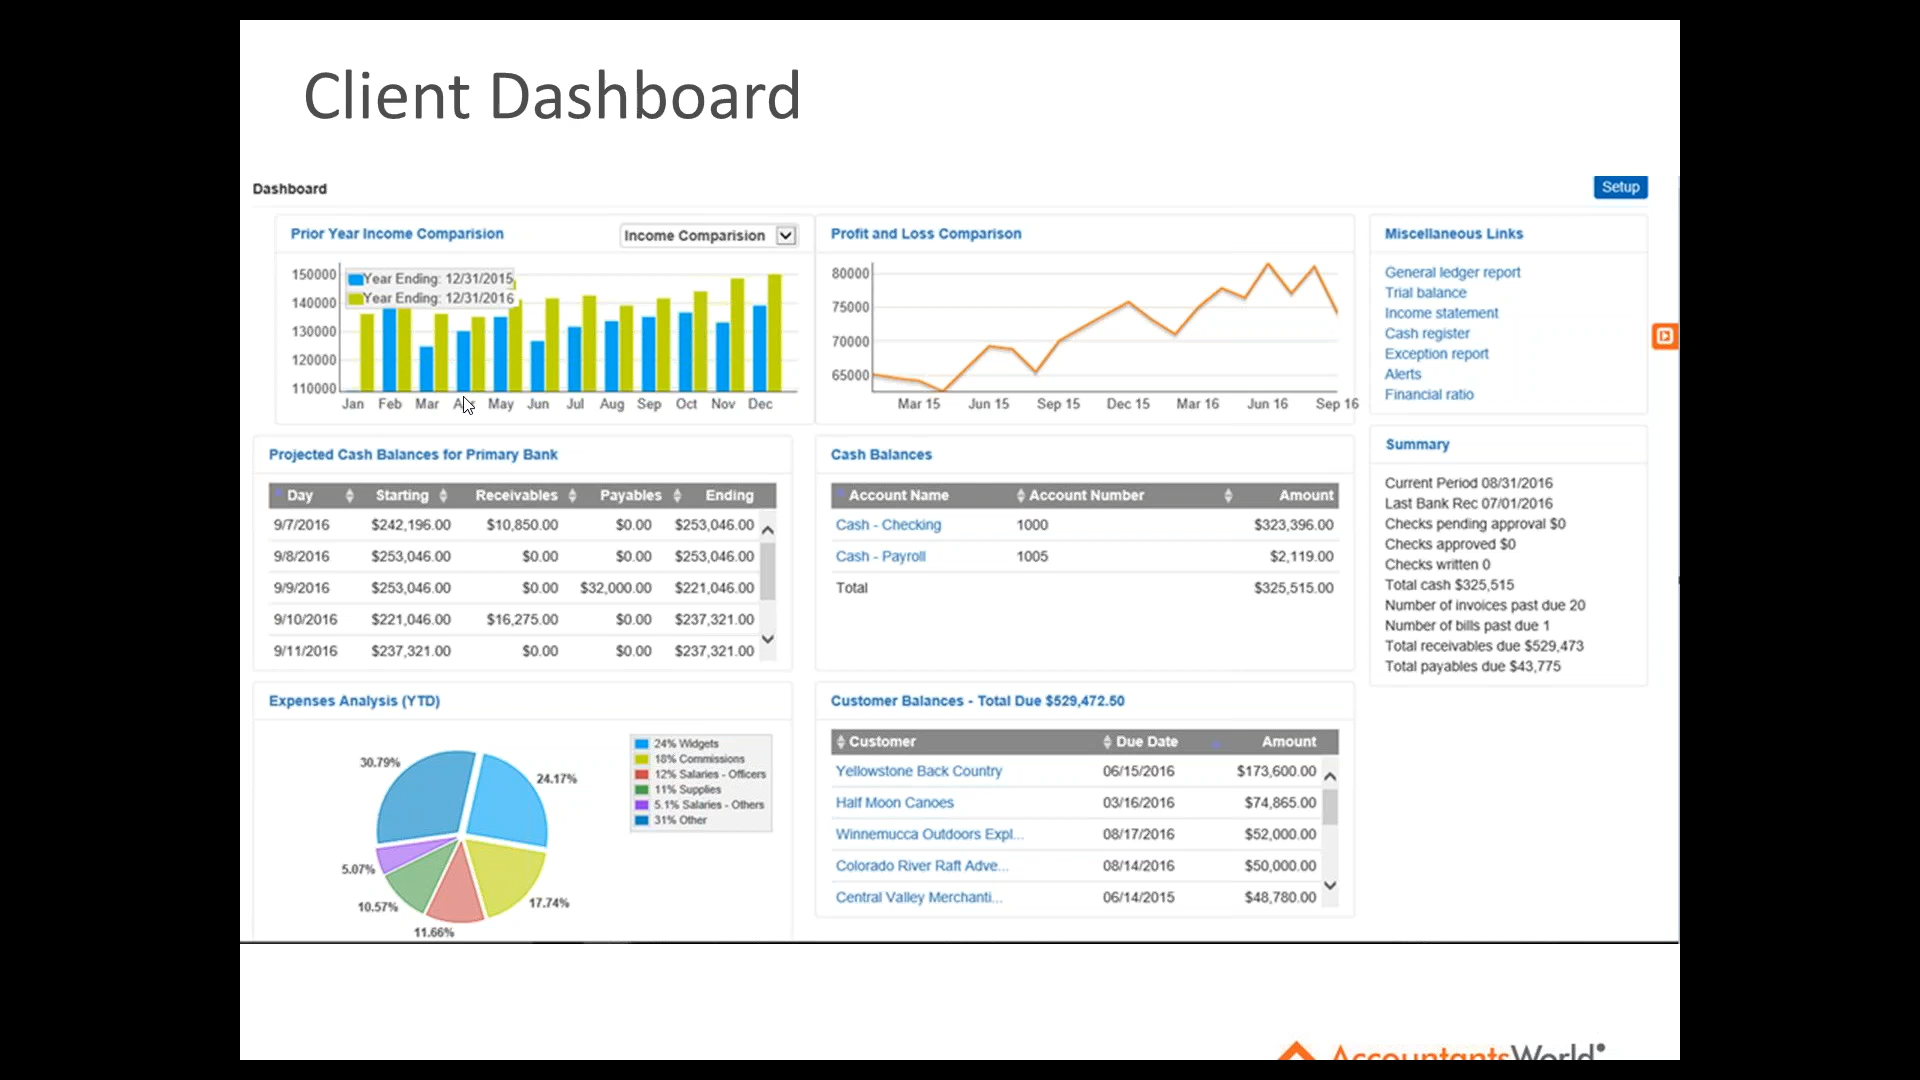 Client Dashboard
Dashboard
Setup
Prior Year Income Comparision
Income Comparision
150000
140000
130000
120000
110000
Year Ending: 12/31/2015
Year Ending: 12/31/2016
Jan Feb Mar Apr May Jun Jul Aug Sep Oct Nov Dec
Profit and Loss Comparison
80000
75000
70000
65000
Mar 15 Jun 15 Sep 15 Dec 15 Mar 16 Jun 16 Sep 16
Miscellaneous Links
General ledger report
Trial balance
Income statement
Cash register
Exception report
Alerts
Financial ratio
Projected Cash Balances for Primary Bank
Day Starting Receivables Payables Ending
9/7/2016 $242,196.00 $10,850.00 $0.00 $253,046.00
9/8/2016 $253,046.00 $0.00 $0.00 $253,046.00
9/9/2016 $253,046.00 $0.00 $32,000.00 $221,046.00
9/10/2016 $221,046.00 $16,275.00 $0.00 $237,321.00
9/11/2016 $237,321.00 $0.00 $0.00 $237,321.00
Cash Balances
Account Name Account Number Amount
Cash - Checking 1000 $323,396.00
Cash - Payroll 1005 $2,119.00
Total $325,515.00
Summary
Current Period 08/31/2016
Last Bank Rec 07/01/2016
Checks pending approval $0
Checks approved $0
Checks written 0
Total cash $325,515
Number of invoices past due 20
Number of bills past due 1
Total receivables due $529,473
Total payables due $43,775
Expenses Analysis (YTD)
30.79%
24.17%
5.07%
10.57%
11.66%
17.74%
24% Widgets
18% Commissions
12% Salaries - Officers
11% Supplies
5.1% Salaries - Others
31% Other
Customer Balances - Total Due $529,472.50
Customer Due Date Amount
Yellowstone Back Country 06/15/2016 $173,600.00
Half Moon Canoes 03/16/2016 $74,865.00
Winnemucca Outdoors Expl... 08/17/2016 $52,000.00
Colorado River Raft Adve... 08/14/2016 $50,000.00
Central Valley Merchanti... 06/14/2015 $48,780.00
AccountantsWorld